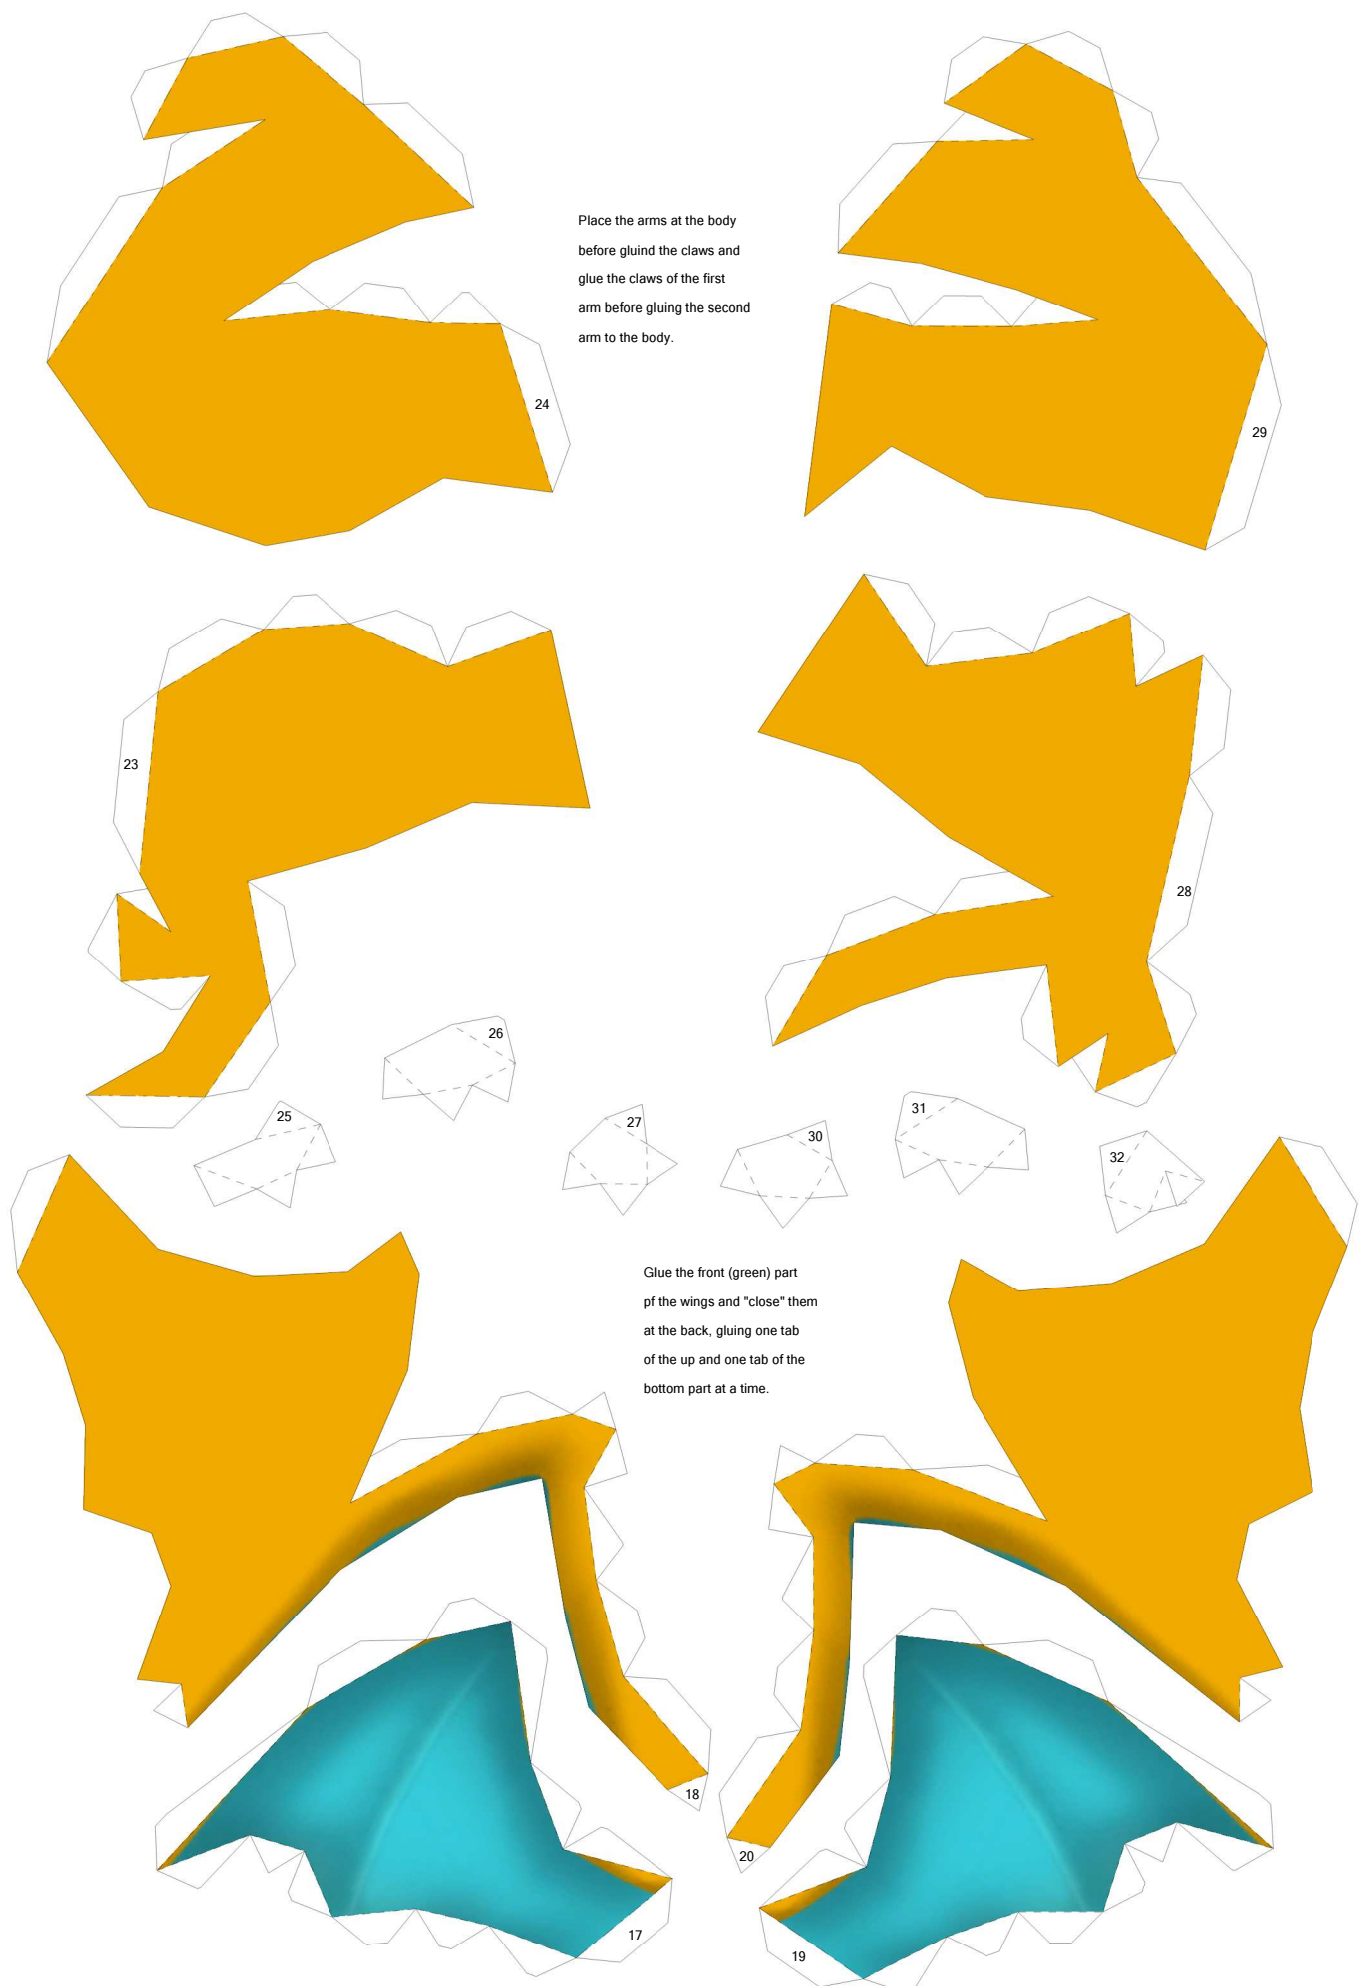 Place the arms at the body
before gluind the claws and
glue the claws of the first
arm before gluing the second
arm to the body.
24
29
23
28
26
25
27
30
31
32
Glue the front (green) part
pf the wings and "close" them
at the back, gluing one tab
of the up and one tab of the
bottom part at a time.
18
20
17
19